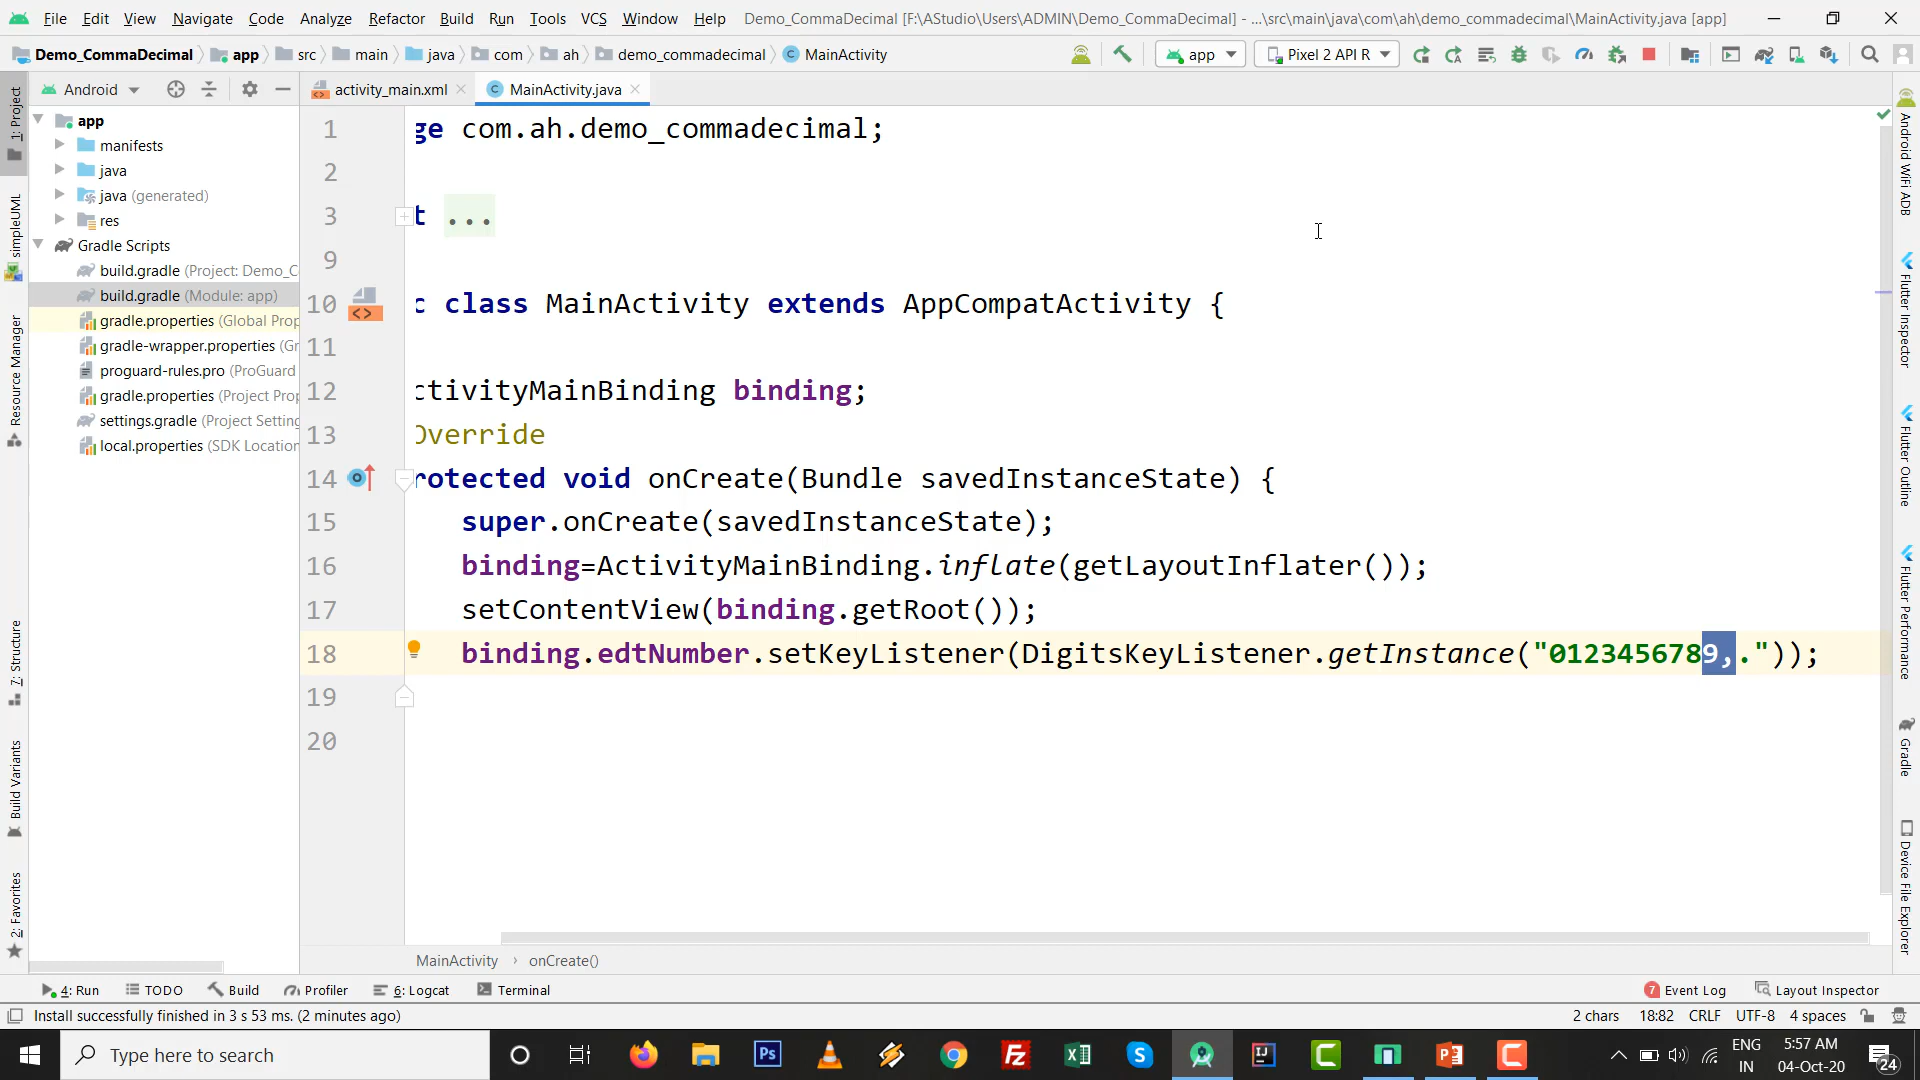 File Edit View Navigate Code Analyze Refactor Build Run Tools VCS Window Help Demo_CommaDecimal [F:\AStudio\Users\ADMIN\Demo_CommaDecimal] - ...\src\main\java\com\ah\demo_commadecimal\MainActivity.java [app]
Demo_CommaDecimal app src main java com ah demo_commadecimal MainActivity app Pixel 2 API R
Android activity_main.xml MainActivity.java
1: Project
simpleUML
Resource Manager
7: Structure
Build Variants
2: Favorites
app
manifests
java
java (generated)
res
Gradle Scripts
build.gradle (Project: Demo_C
build.gradle (Module: app)
gradle.properties (Global Prop
gradle-wrapper.properties (Gr
proguard-rules.pro (ProGuard
gradle.properties (Project Prop
settings.gradle (Project Setting
local.properties (SDK Location
1 ge com.ah.demo_commadecimal;
2
3 t ...
9
10 c class MainActivity extends AppCompatActivity {
11
12 ctivityMainBinding binding;
13 Override
14 rotected void onCreate(Bundle savedInstanceState) {
15 super.onCreate(savedInstanceState);
16 binding=ActivityMainBinding.inflate(getLayoutInflater());
17 setContentView(binding.getRoot());
18 binding.edtNumber.setKeyListener(DigitsKeyListener.getInstance("0123456789,."));
19
20
Android WiFi ADB
Flutter Inspector
Flutter Outline
Flutter Performance
Gradle
Device File Explorer
MainActivity › onCreate()
4: Run TODO Build Profiler 6: Logcat Terminal 7 Event Log Layout Inspector
Install successfully finished in 3 s 53 ms. (2 minutes ago) 2 chars 18:82 CRLF UTF-8 4 spaces
Type here to search
ENG
IN
5:57 AM
04-Oct-20
24